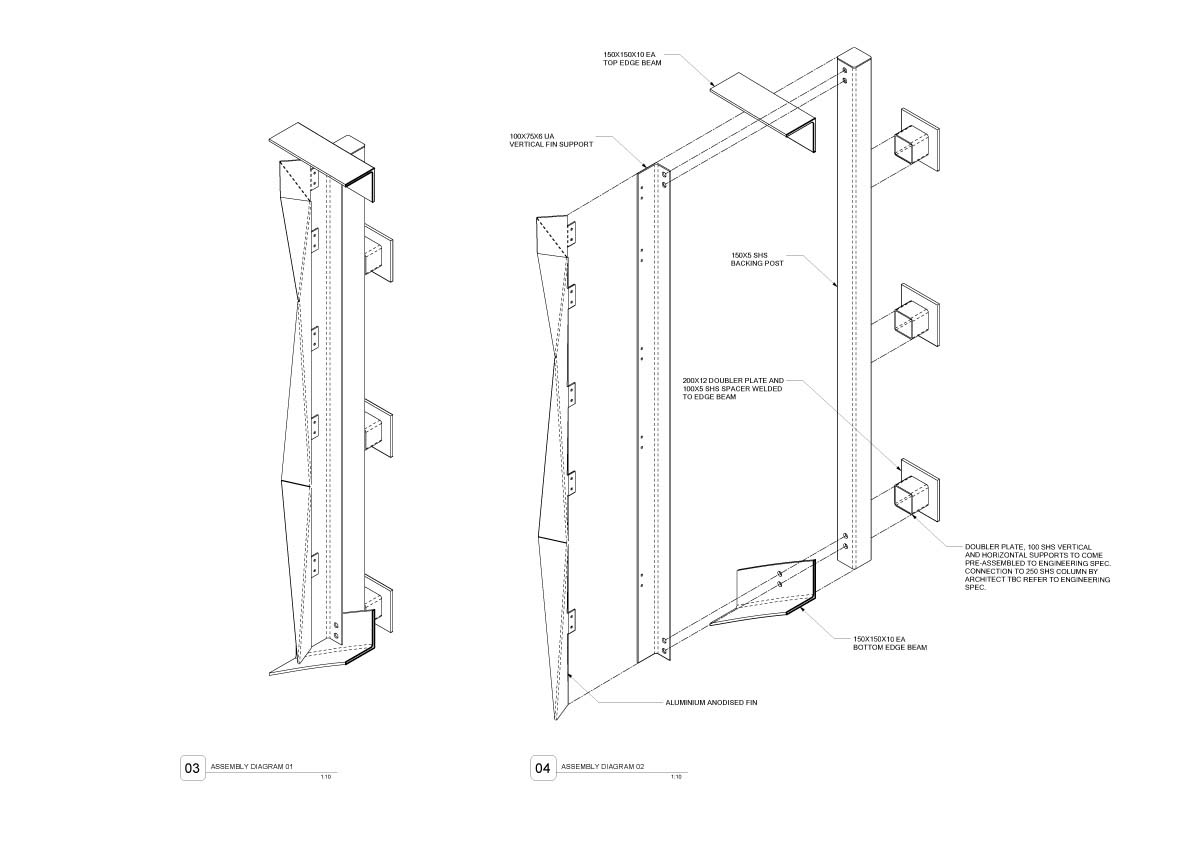 150X150X10 EA
TOP EDGE BEAM
100X75X6 UA
VERTICAL FIN SUPPORT
150X5 SHS
BACKING POST
200X12 DOUBLER PLATE AND
100X5 SHS SPACER WELDED
TO EDGE BEAM
DOUBLER PLATE, 100 SHS VERTICAL
AND HORIZONTAL SUPPORTS TO COME
PRE-ASSEMBLED TO ENGINEERING SPEC.
CONNECTION TO 250 SHS COLUMN BY
ARCHITECT TBC REFER TO ENGINEERING
SPEC.
150X150X10 EA
BOTTOM EDGE BEAM
ALUMINIUM ANODISED FIN
03 ASSEMBLY DIAGRAM 01
1:10
04 ASSEMBLY DIAGRAM 02
1:10